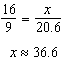 16/9 = x/20.6
x ≈ 36.6